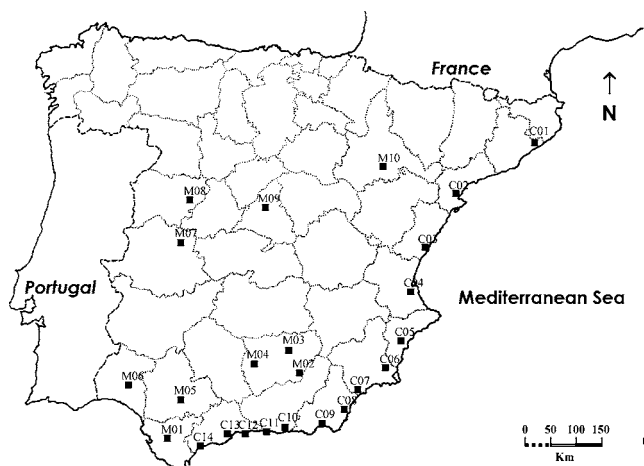 France
N
C01
M10
M08
C02
M09
M07
C03
Portugal
C04
Mediterranean Sea
C05
M03
M04
M02
C06
M06
C07
M05
C08
M01
C14
C13
C12
C11
C10
C09
0 50 100 150
Km